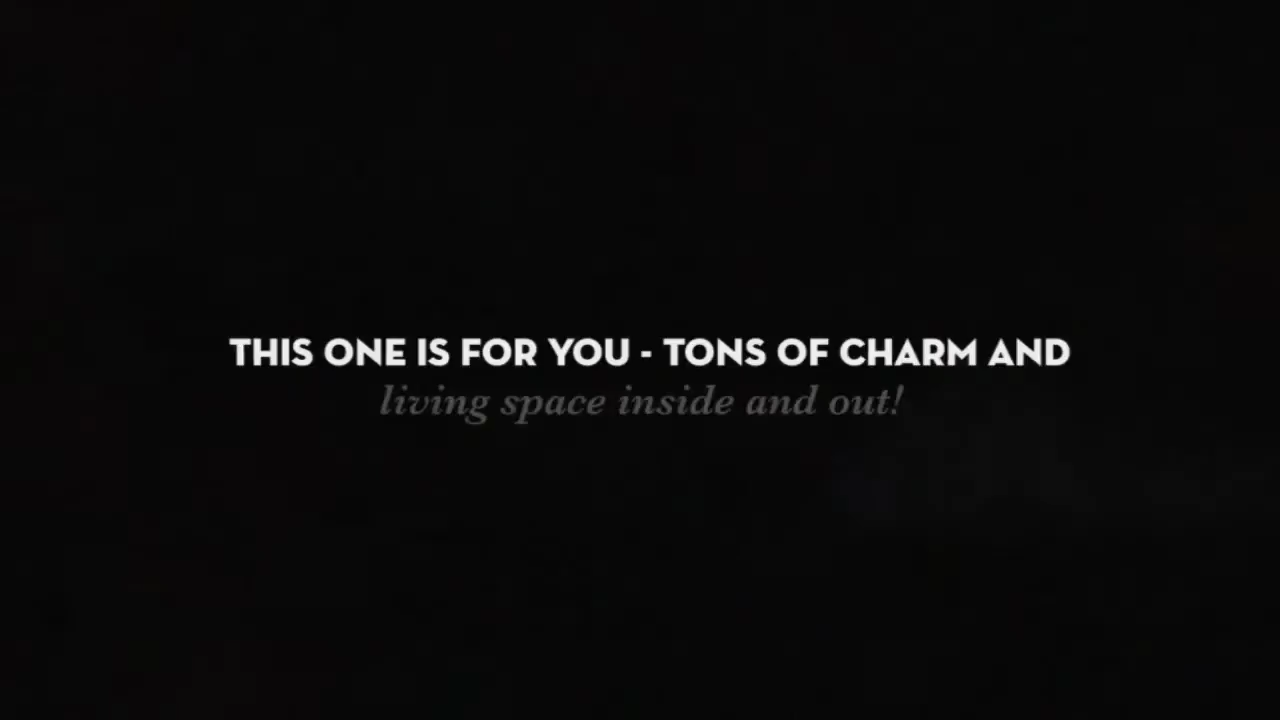 THIS ONE IS FOR YOU - TONS OF CHARM AND
living space inside and out!